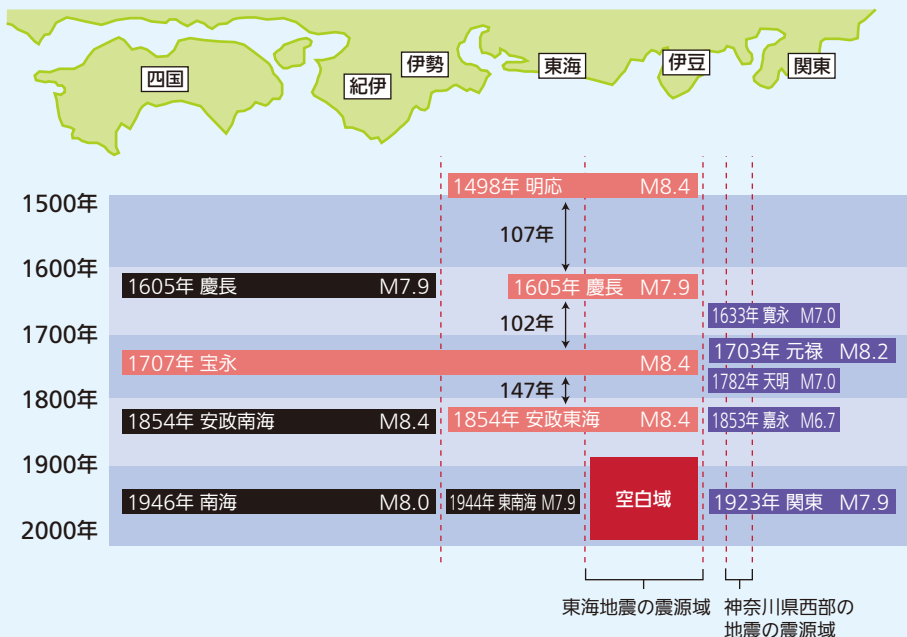 四国
紀伊
伊勢
東海
伊豆
関東
1498年 明応 M8.4
1500年
107年
1600年
1605年 慶長 M7.9
1605年 慶長 M7.9
1633年 寛永 M7.0
102年
1700年
1703年 元禄 M8.2
1707年 宝永 M8.4
1782年 天明 M7.0
147年
1800年
1854年 安政南海 M8.4
1854年 安政東海 M8.4
1853年 嘉永 M6.7
1900年
1946年 南海 M8.0
1944年 東南海 M7.9
空白域
1923年 関東 M7.9
2000年
東海地震の震源域
神奈川県西部の
地震の震源域